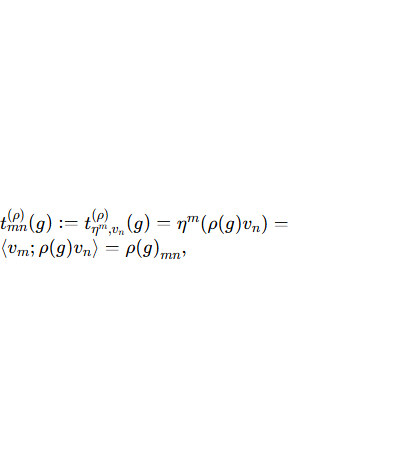 $t_{mn}^{(\rho)}(g) := t_{\eta^m, v_n}^{(\rho)}(g) = \eta^m(\rho(g)v_n) =$
$\langle v_m; \rho(g)v_n \rangle = \rho(g)_{mn},$